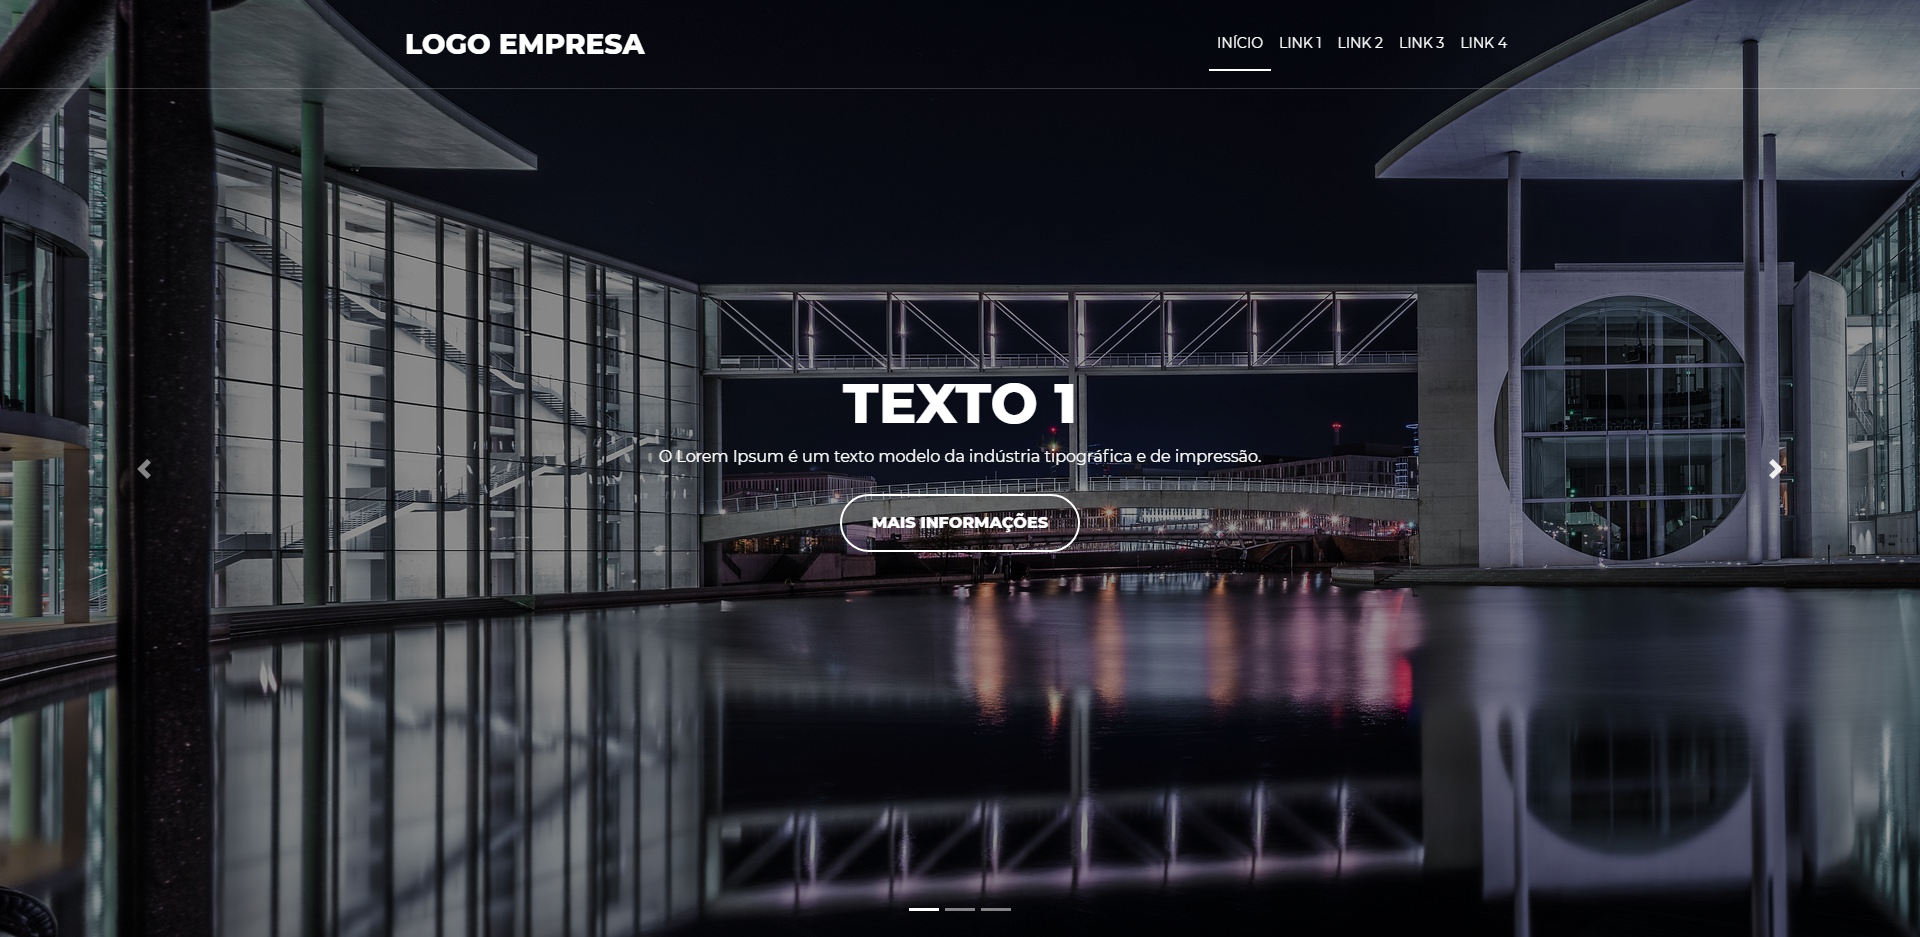 LOGO EMPRESA
INÍCIO LINK 1 LINK 2 LINK 3 LINK 4
TEXTO 1
O Lorem Ipsum é um texto modelo da indústria tipográfica e de impressão.
MAIS INFORMAÇÕES